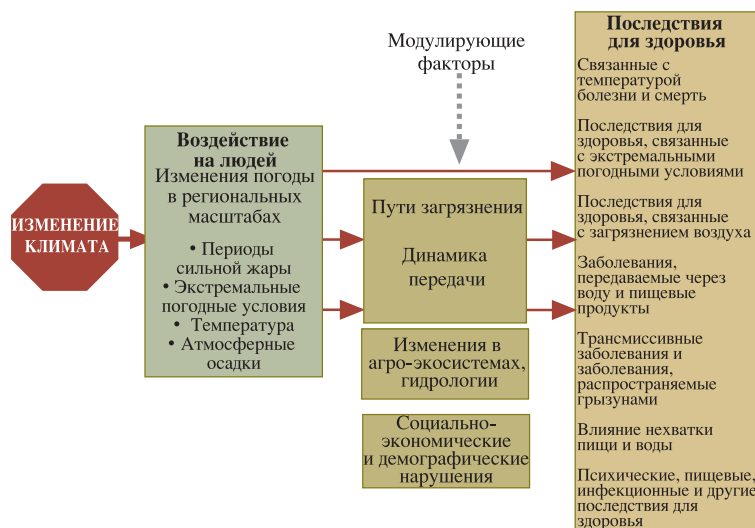 ИЗМЕНЕНИЕ
КЛИМАТА
Воздействие
на людей
Изменения погоды
в региональных
масштабах
• Периоды
сильной жары
• Экстремальные
погодные условия
• Температура
• Атмосферные
осадки
Модулирующие
факторы
Пути загрязнения
Динамика
передачи
Изменения в
агро-экосистемах,
гидрологии
Социально-
экономические
и демографические
нарушения
Последствия
для здоровья
Связанные с
температурой
болезни и смерть
Последствия для
здоровья, связанные
с экстремальными
погодными условиями
Последствия для
здоровья, связанные
с загрязнением воздуха
Заболевания,
передаваемые через
воду и пищевые
продукты
Трансмиссивные
заболевания и
заболевания,
распространяемые
грызунами
Влияние нехватки
пищи и воды
Психические, пищевые,
инфекционные и другие
последствия для
здоровья